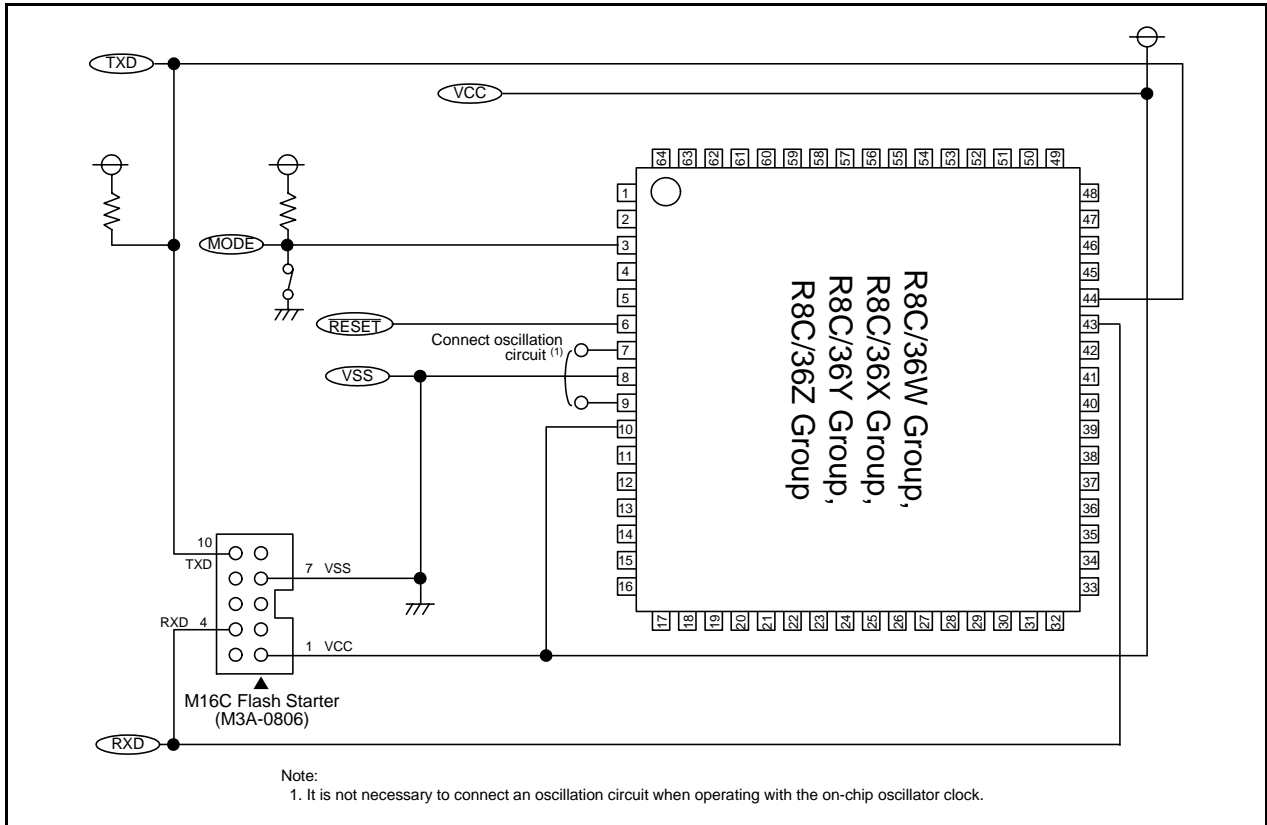 TXD
VCC
64 63 62 61 60 59 58 57 56 55 54 53 52 51 50 49
MODE
RESET
Connect oscillation
circuit (1)
VSS
1
2
3
4
5
6
7
8
9
10
11
12
13
14
15
16
R8C/36W Group,
R8C/36X Group,
R8C/36Y Group,
R8C/36Z Group
48
47
46
45
44
43
42
41
40
39
38
37
36
35
34
33
17 18 19 20 21 22 23 24 25 26 27 28 29 30 31 32
10
TXD
7 VSS
RXD 4
1 VCC
M16C Flash Starter
(M3A-0806)
RXD
Note:
1. It is not necessary to connect an oscillation circuit when operating with the on-chip oscillator clock.